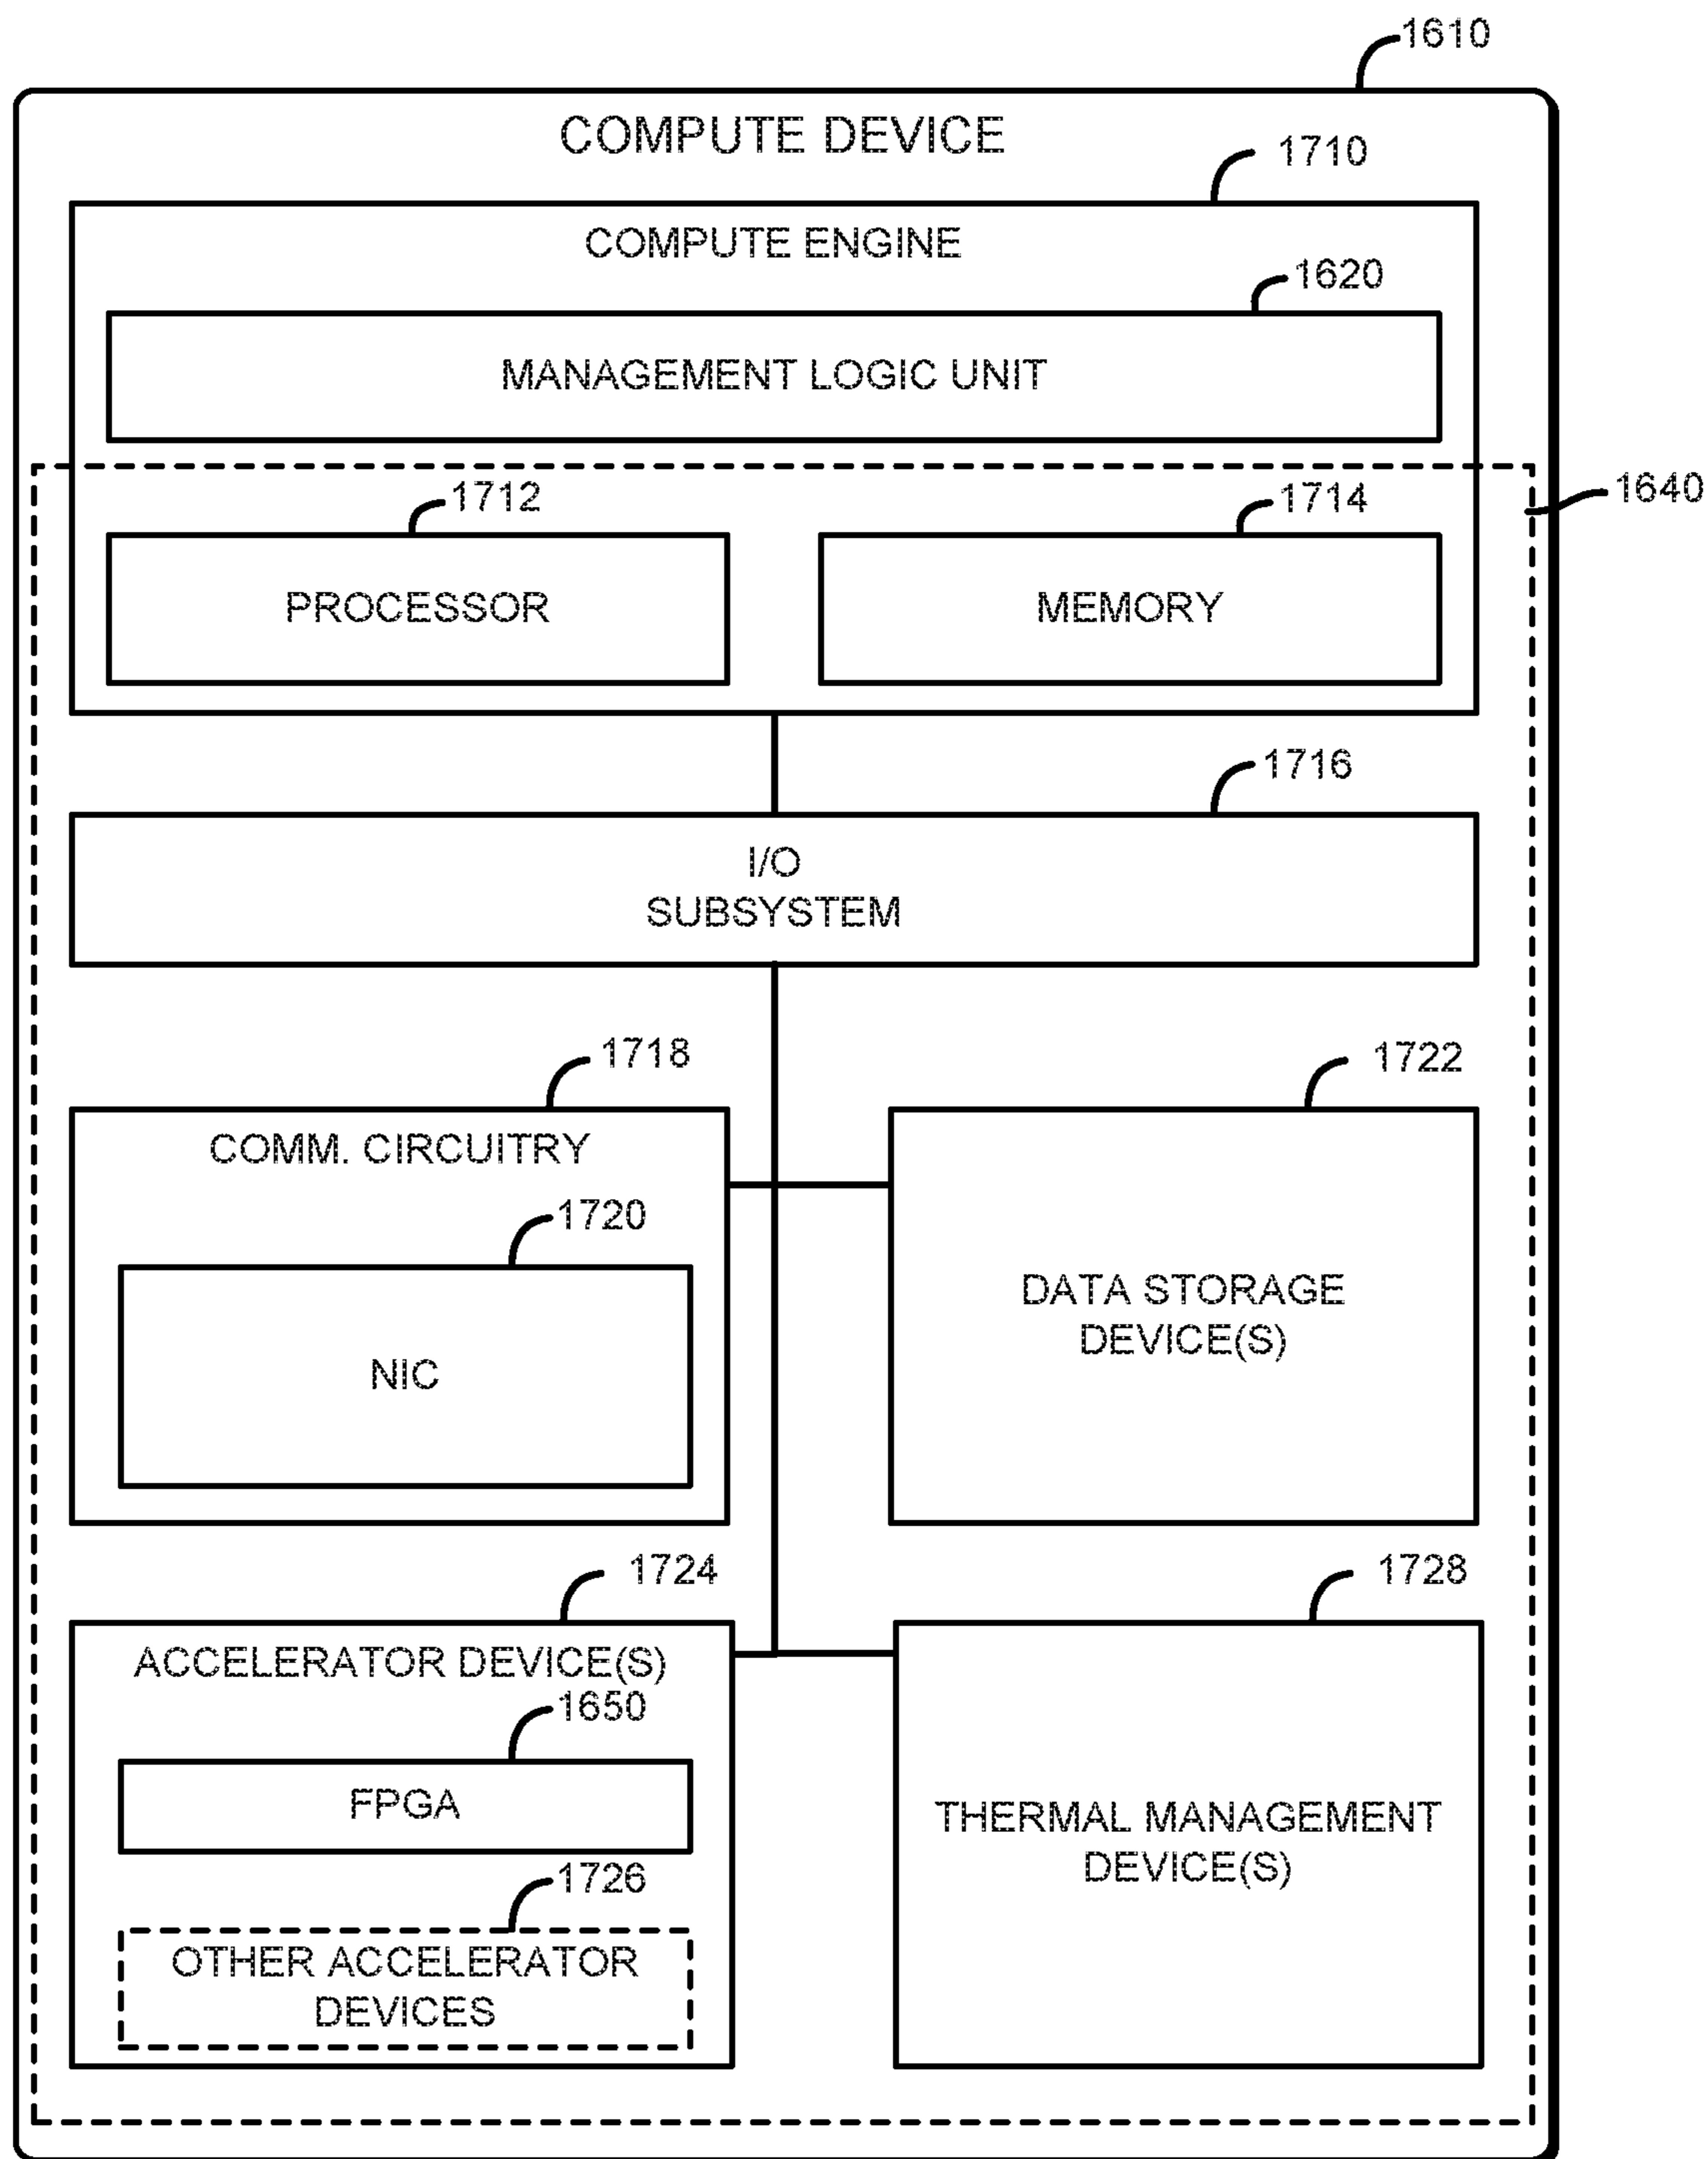 1610
COMPUTE DEVICE
1710
COMPUTE ENGINE
1620
MANAGEMENT LOGIC UNIT
1640
1712
1714
PROCESSOR
MEMORY
1716
I/O
SUBSYSTEM
1718
1722
COMM. CIRCUITRY
1720
NIC
DATA STORAGE
DEVICE(S)
1724
1728
ACCELERATOR DEVICE(S)
1650
FPGA
1726
OTHER ACCELERATOR
DEVICES
THERMAL MANAGEMENT
DEVICE(S)